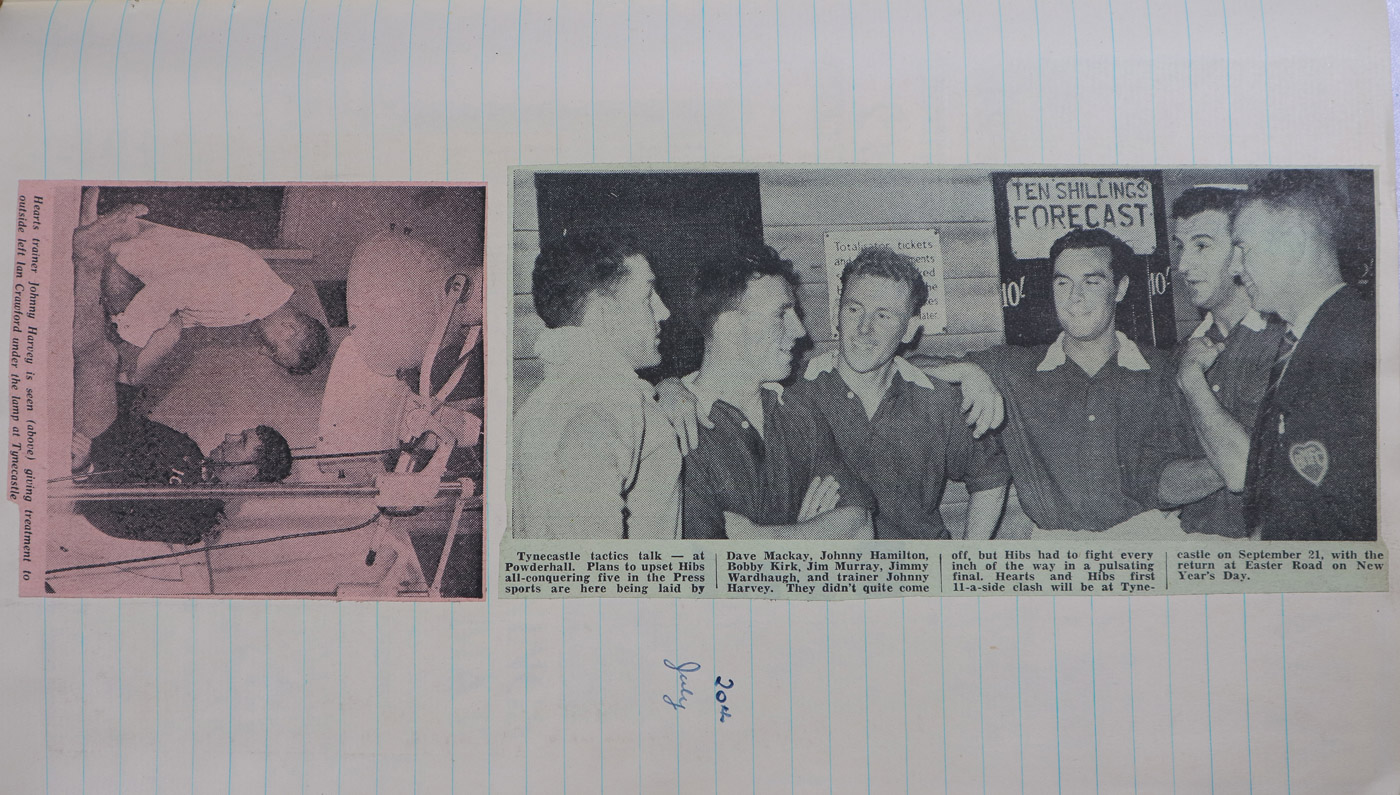 Hearts trainer Johnny Harvey is seen (above) giving treatment to
outside left Ian Crawford under the lamp at Tynecastle
TEN SHILLINGS
FORECAST
Totalisator tickets
10/
10/
Tynecastle tactics talk — at
Powderhall. Plans to upset Hibs
all-conquering five in the Press
sports are here being laid by
Dave Mackay, Johnny Hamilton,
Bobby Kirk, Jim Murray, Jimmy
Wardhaugh, and trainer Johnny
Harvey. They didn't quite come
off, but Hibs had to fight every
inch of the way in a pulsating
final. Hearts and Hibs first
11-a-side clash will be at Tyne-
castle on September 21, with the
return at Easter Road on New
Year's Day.
20th
July